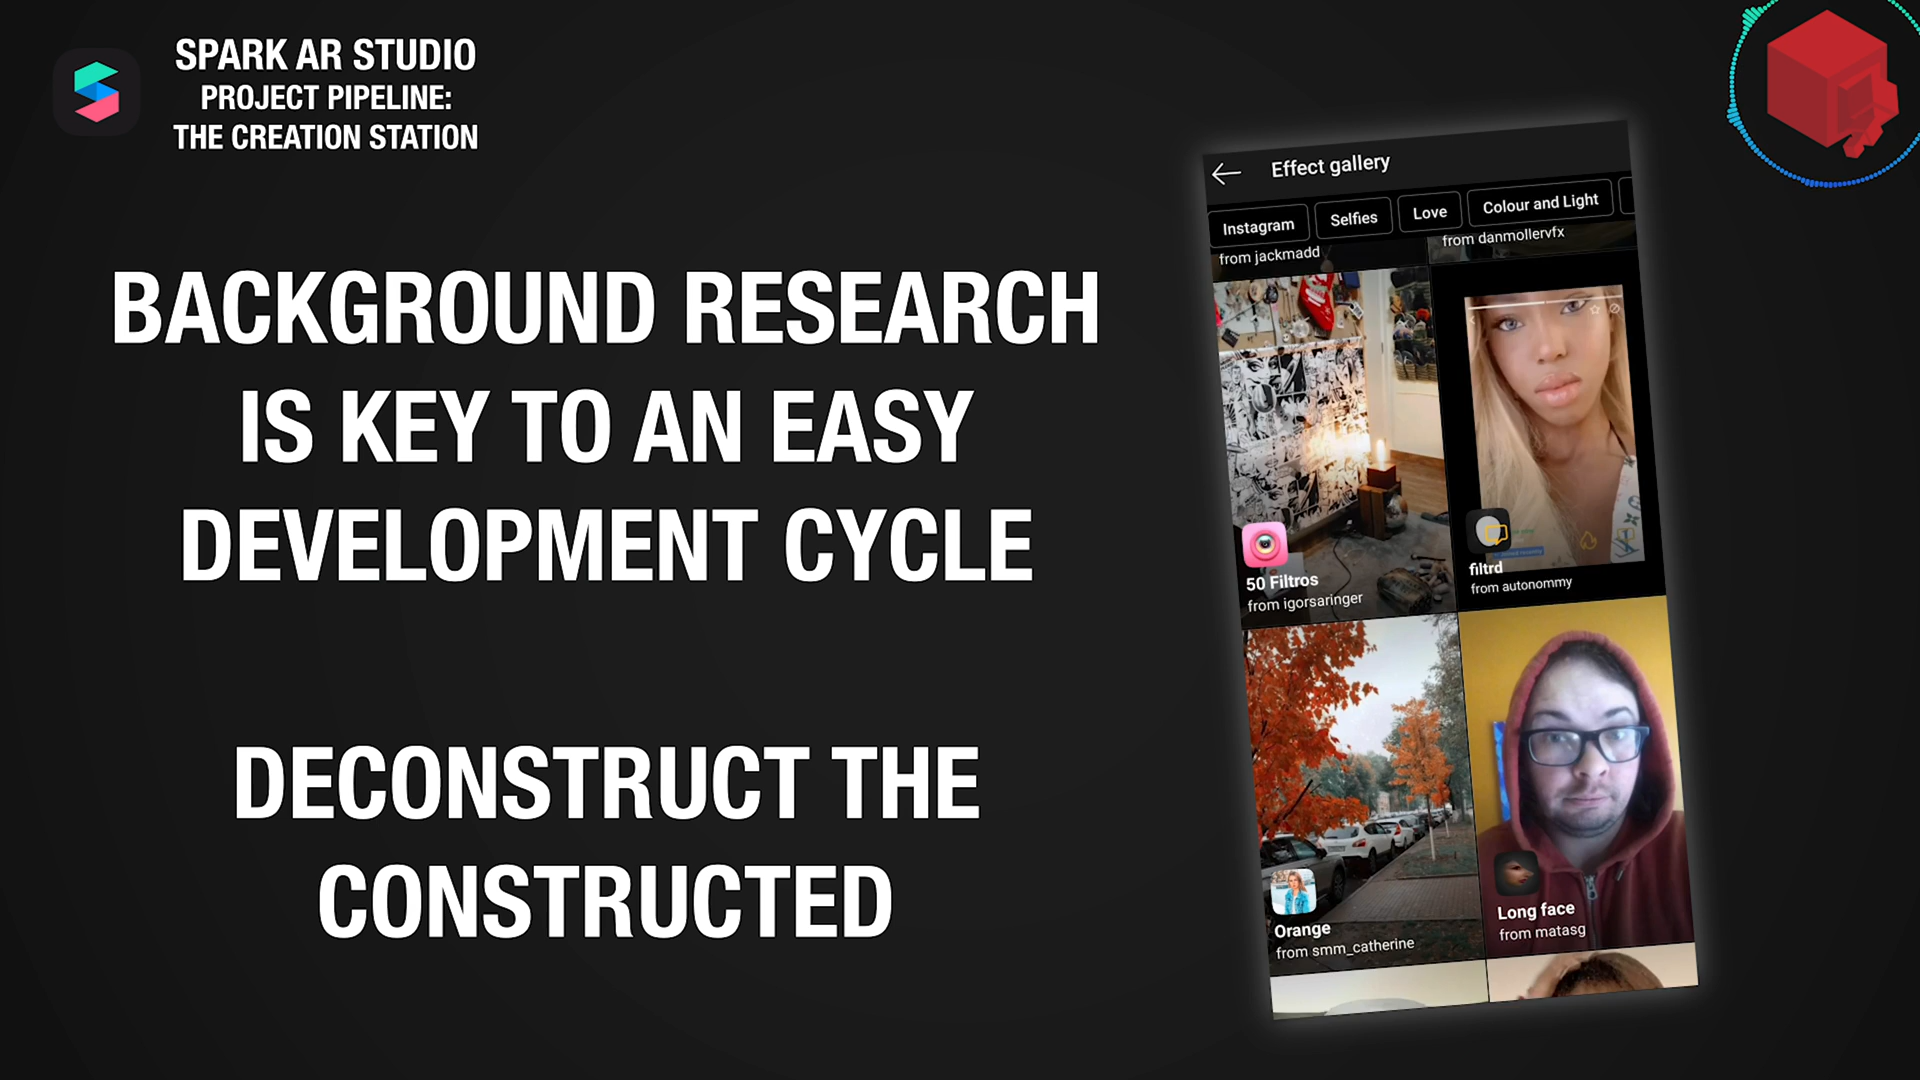 SPARK AR STUDIO
PROJECT PIPELINE:
THE CREATION STATION
BACKGROUND RESEARCH
IS KEY TO AN EASY
DEVELOPMENT CYCLE
DECONSTRUCT THE
CONSTRUCTED
Effect gallery
Instagram
Selfies
Love
Colour and Light
from jackmadd
from danmollervfx
50 Filtros
from igorsaringer
filtrd
from autonommy
Orange
from smm_catherine
Long face
from matasg